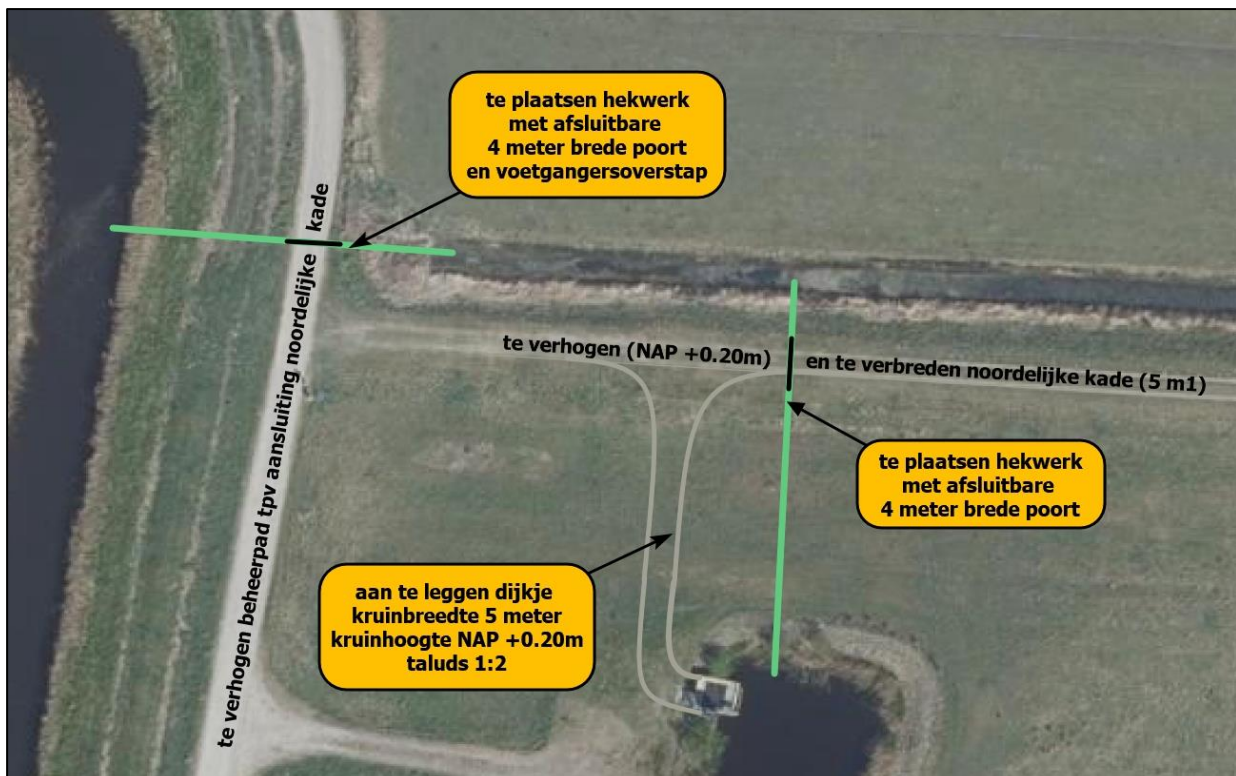 te plaatsen hekwerk
met afsluitbare
4 meter brede poort
en voetgangersoverstap
te verhogen beheerpad tpv aansluiting noordelijke kade
te verhogen (NAP +0.20m) en te verbreden noordelijke kade (5 m1)
te plaatsen hekwerk
met afsluitbare
4 meter brede poort
aan te leggen dijkje
kruinbreedte 5 meter
kruinhoogte NAP +0.20m
taluds 1:2